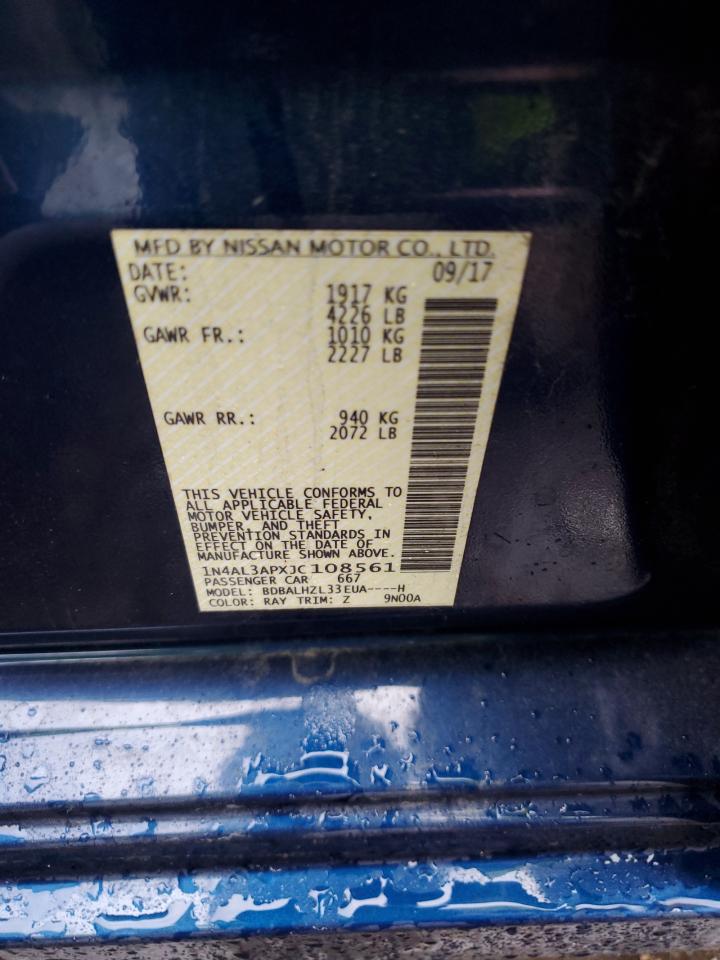 MFD BY NISSAN MOTOR CO., LTD.
DATE: 09/17
GVWR: 1917 KG
4226 LB
GAWR FR.: 1010 KG
2227 LB
GAWR RR.: 940 KG
2072 LB
THIS VEHICLE CONFORMS TO
ALL APPLICABLE FEDERAL
MOTOR VEHICLE SAFETY,
BUMPER, AND THEFT
PREVENTION STANDARDS IN
EFFECT ON THE DATE OF
MANUFACTURE SHOWN ABOVE.
1N4AL3APXJC108561
PASSENGER CAR 667
MODEL: BDBALHZL33EUA----H
COLOR: RAY TRIM: Z 9N00A